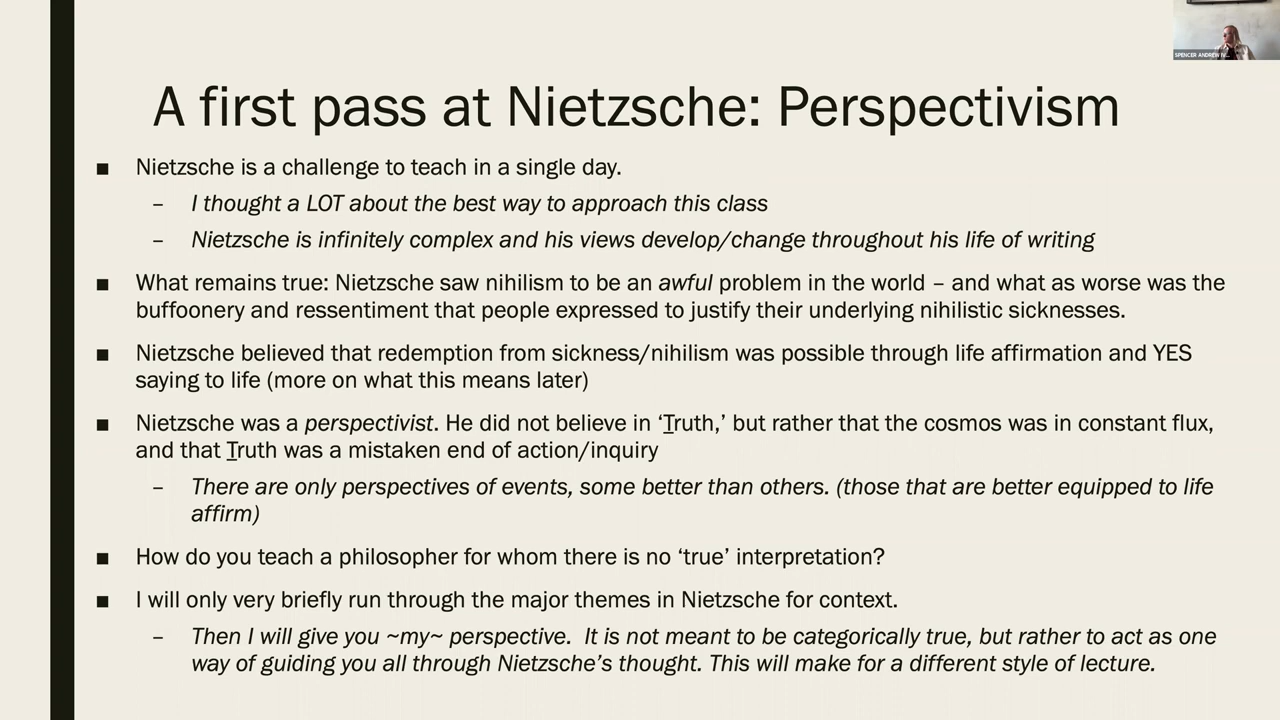 SPENCER ANDREW IV...
A first pass at Nietzsche: Perspectivism
■ Nietzsche is a challenge to teach in a single day.
– I thought a LOT about the best way to approach this class
– Nietzsche is infinitely complex and his views develop/change throughout his life of writing
■ What remains true: Nietzsche saw nihilism to be an awful problem in the world – and what as worse was the
buffoonery and ressentiment that people expressed to justify their underlying nihilistic sicknesses.
■ Nietzsche believed that redemption from sickness/nihilism was possible through life affirmation and YES
saying to life (more on what this means later)
■ Nietzsche was a perspectivist. He did not believe in ‘Truth,’ but rather that the cosmos was in constant flux,
and that Truth was a mistaken end of action/inquiry
– There are only perspectives of events, some better than others. (those that are better equipped to life
affirm)
■ How do you teach a philosopher for whom there is no ‘true’ interpretation?
■ I will only very briefly run through the major themes in Nietzsche for context.
– Then I will give you ~my~ perspective. It is not meant to be categorically true, but rather to act as one
way of guiding you all through Nietzsche’s thought. This will make for a different style of lecture.